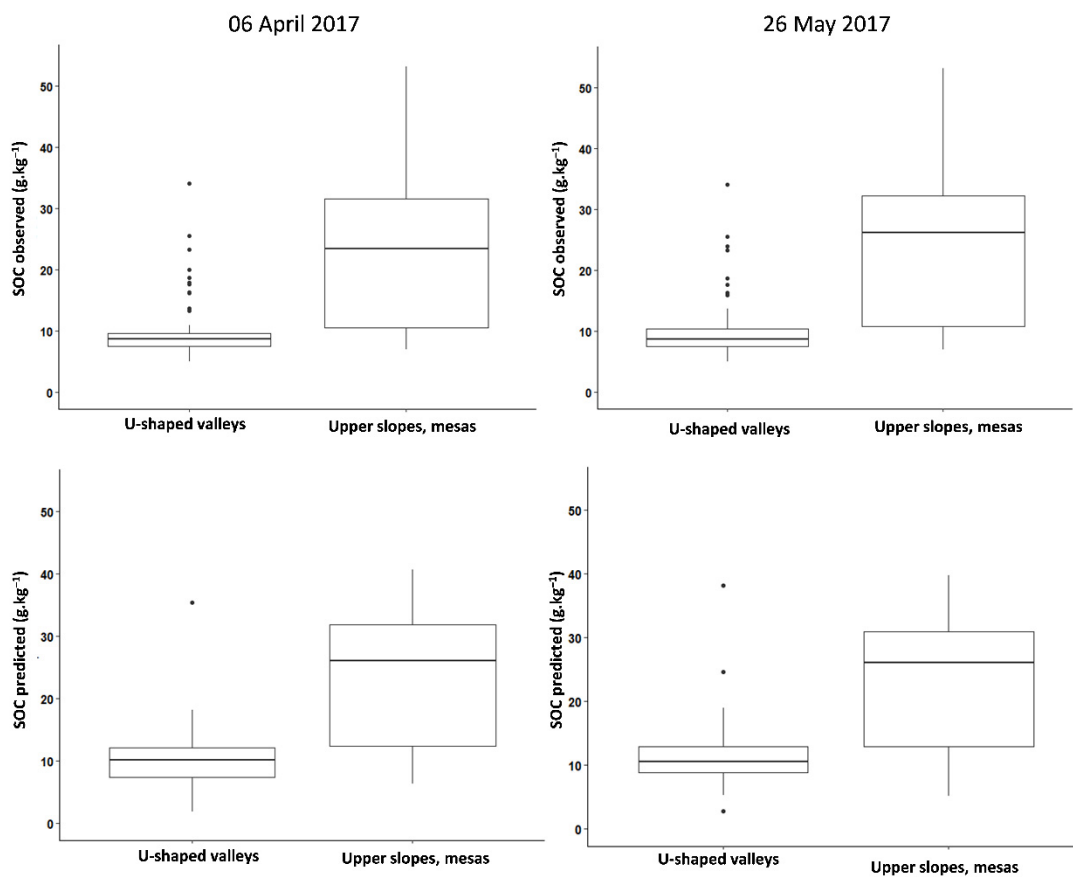 06 April 2017
26 May 2017
SOC observed (g.kg⁻¹)
50
40
30
20
10
0
U-shaped valleys
Upper slopes, mesas
SOC observed (g.kg⁻¹)
50
40
30
20
10
0
U-shaped valleys
Upper slopes, mesas
SOC predicted (g.kg⁻¹)
50
40
30
20
10
0
U-shaped valleys
Upper slopes, mesas
SOC predicted (g.kg⁻¹)
50
40
30
20
10
0
U-shaped valleys
Upper slopes, mesas